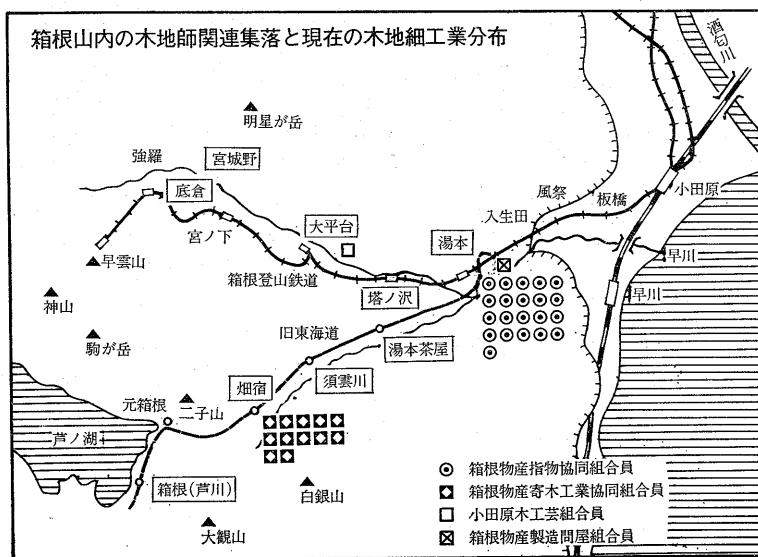 箱根山内の木地師関連集落と現在の木地細工業分布
酒匂川
明星が岳
強羅
宮城野
底倉
大平台
宮ノ下
早雲山
箱根登山鉄道
塔ノ沢
湯本
入生田
風祭
板橋
小田原
早川
早川
神山
駒が岳
旧東海道
湯本茶屋
須雲川
畑宿
元箱根
二子山
芦ノ湖
箱根(芦川)
白銀山
大観山
箱根物産指物協同組合員
箱根物産寄木工業協同組合員
小田原木工芸組合員
箱根物産製造問屋組合員